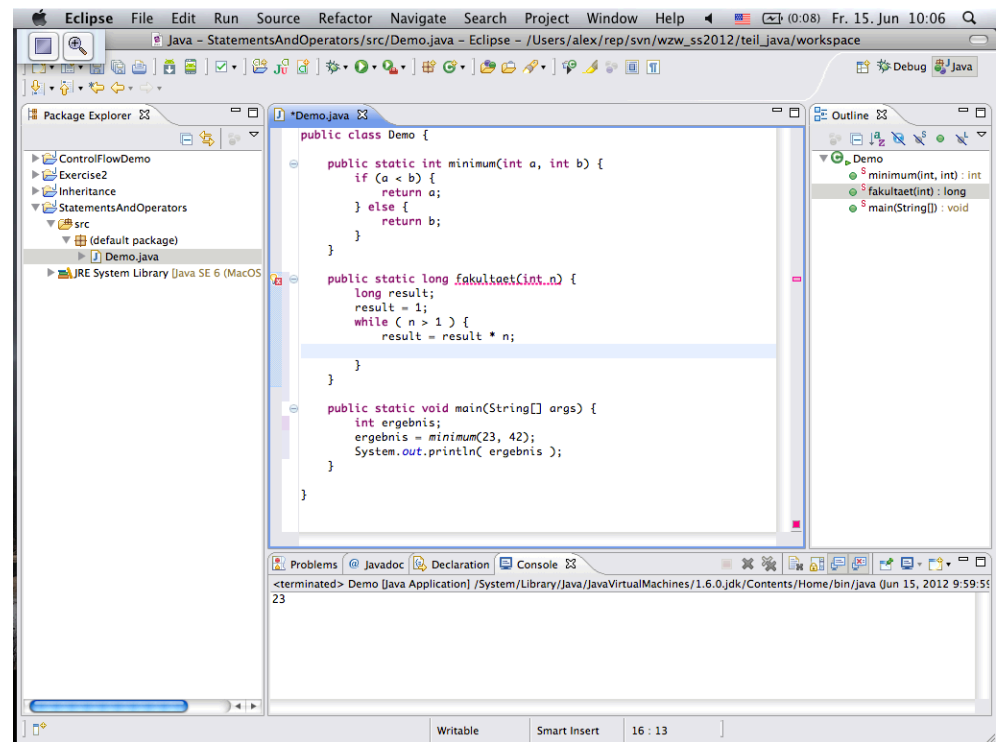 Eclipse File Edit Run Source Refactor Navigate Search Project Window Help (0:08) Fr. 15. Jun 10:06
Java – StatementsAndOperators/src/Demo.java – Eclipse – /Users/alex/rep/svn/wzw_ss2012/teil_java/workspace
Debug Java
Package Explorer
ControlFlowDemo
Exercise2
Inheritance
StatementsAndOperators
src
(default package)
Demo.java
JRE System Library [Java SE 6 (MacOS
*Demo.java
public class Demo {
public static int minimum(int a, int b) {
if (a < b) {
return a;
} else {
return b;
}
}
public static long fakultaet(int n) {
long result;
result = 1;
while ( n > 1 ) {
result = result * n;
}
}
public static void main(String[] args) {
int ergebnis;
ergebnis = minimum(23, 42);
System.out.println( ergebnis );
}
}
Outline
Demo
minimum(int, int) : int
fakultaet(int) : long
main(String[]) : void
Problems @ Javadoc Declaration Console
<terminated> Demo [Java Application] /System/Library/Java/JavaVirtualMachines/1.6.0.jdk/Contents/Home/bin/java (Jun 15, 2012 9:59:59
23
Writable Smart Insert 16 : 13